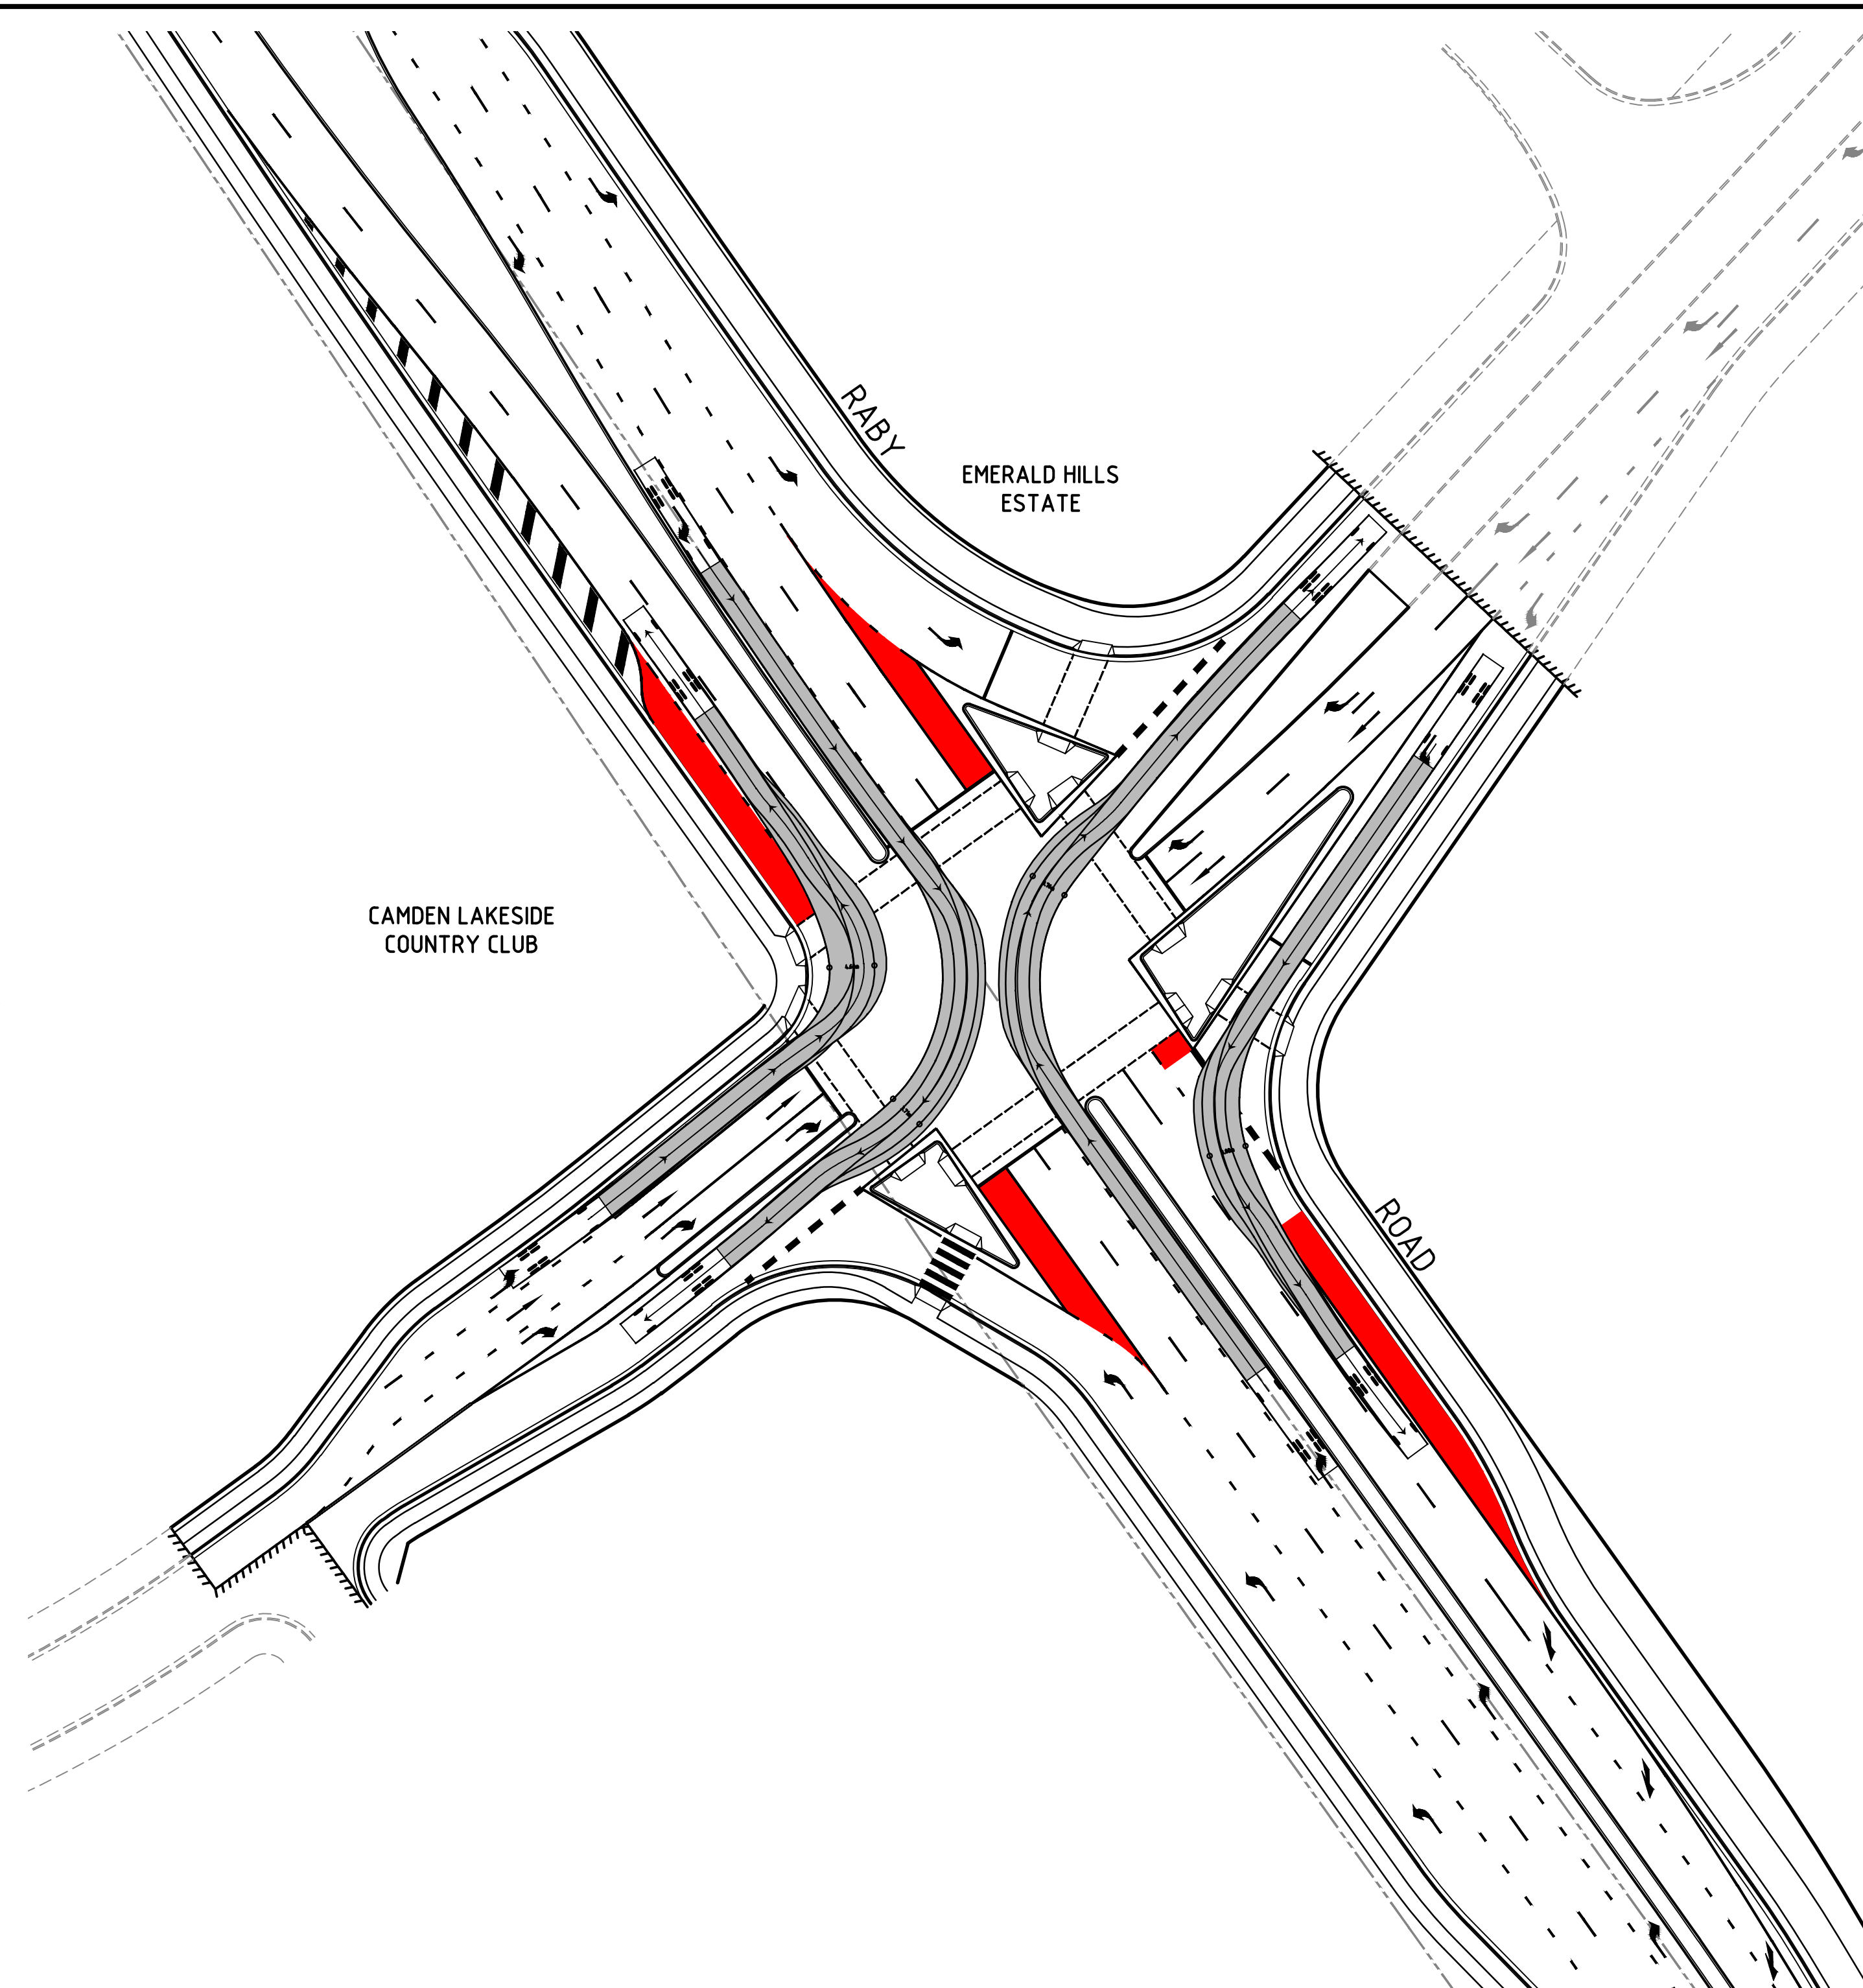 RABY
EMERALD HILLS
ESTATE
CAMDEN LAKESIDE
COUNTRY CLUB
ROAD